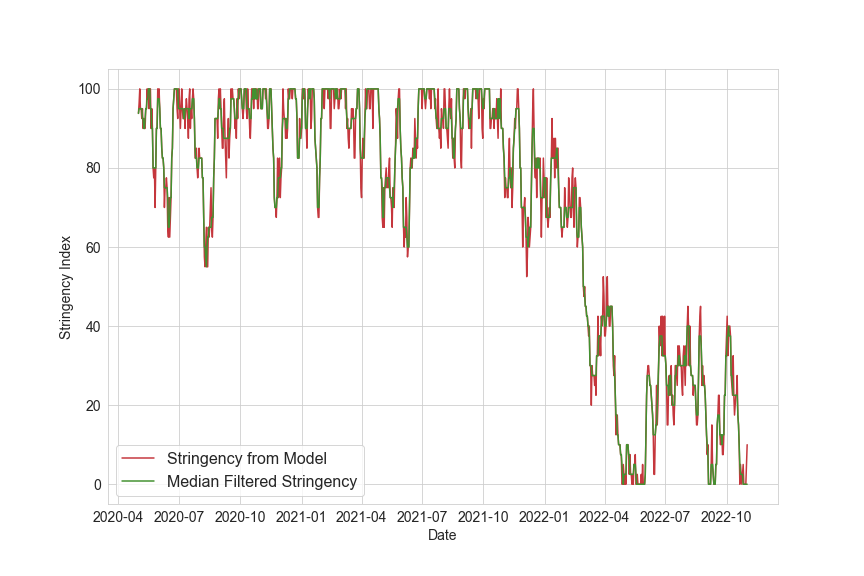 100
80
60
40
20
0
Stringency Index
Stringency from Model
Median Filtered Stringency
2020-04 2020-07 2020-10 2021-01 2021-04 2021-07 2021-10 2022-01 2022-04 2022-07 2022-10
Date